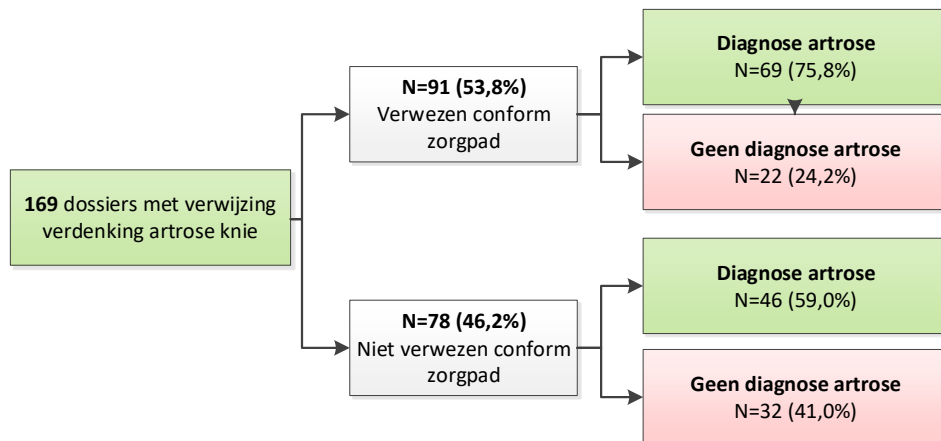 169 dossiers met verwijzing
verdenking artrose knie
N=91 (53,8%)
Verwezen conform
zorgpad
Diagnose artrose
N=69 (75,8%)
Geen diagnose artrose
N=22 (24,2%)
N=78 (46,2%)
Niet verwezen conform
zorgpad
Diagnose artrose
N=46 (59,0%)
Geen diagnose artrose
N=32 (41,0%)